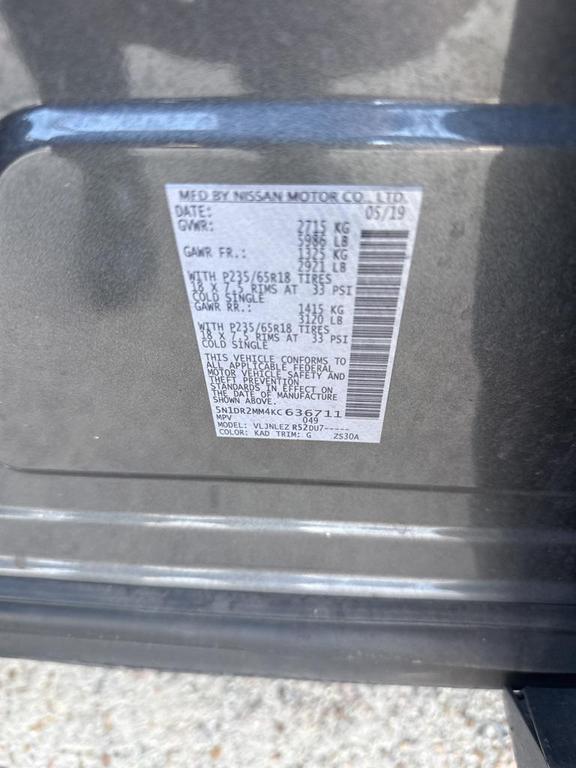 MFD BY NISSAN MOTOR CO., LTD.
DATE: 05/19
GVWR: 2715 KG
5986 LB
GAWR FR.: 1325 KG
2921 LB
WITH P235/65R18 TIRES
18 X 7.5 RIMS AT 33 PSI
COLD SINGLE
GAWR RR.: 1415 KG
3120 LB
WITH P235/65R18 TIRES
18 X 7.5 RIMS AT 33 PSI
COLD SINGLE
THIS VEHICLE CONFORMS TO
ALL APPLICABLE FEDERAL
MOTOR VEHICLE SAFETY AND
THEFT PREVENTION
STANDARDS IN EFFECT ON
THE DATE OF MANUFACTURE
SHOWN ABOVE.
5N1DR2MM4KC636711
MPV 049
MODEL: VLJNLEZ R52DU7-----
COLOR: KAD TRIM: G ZS30A